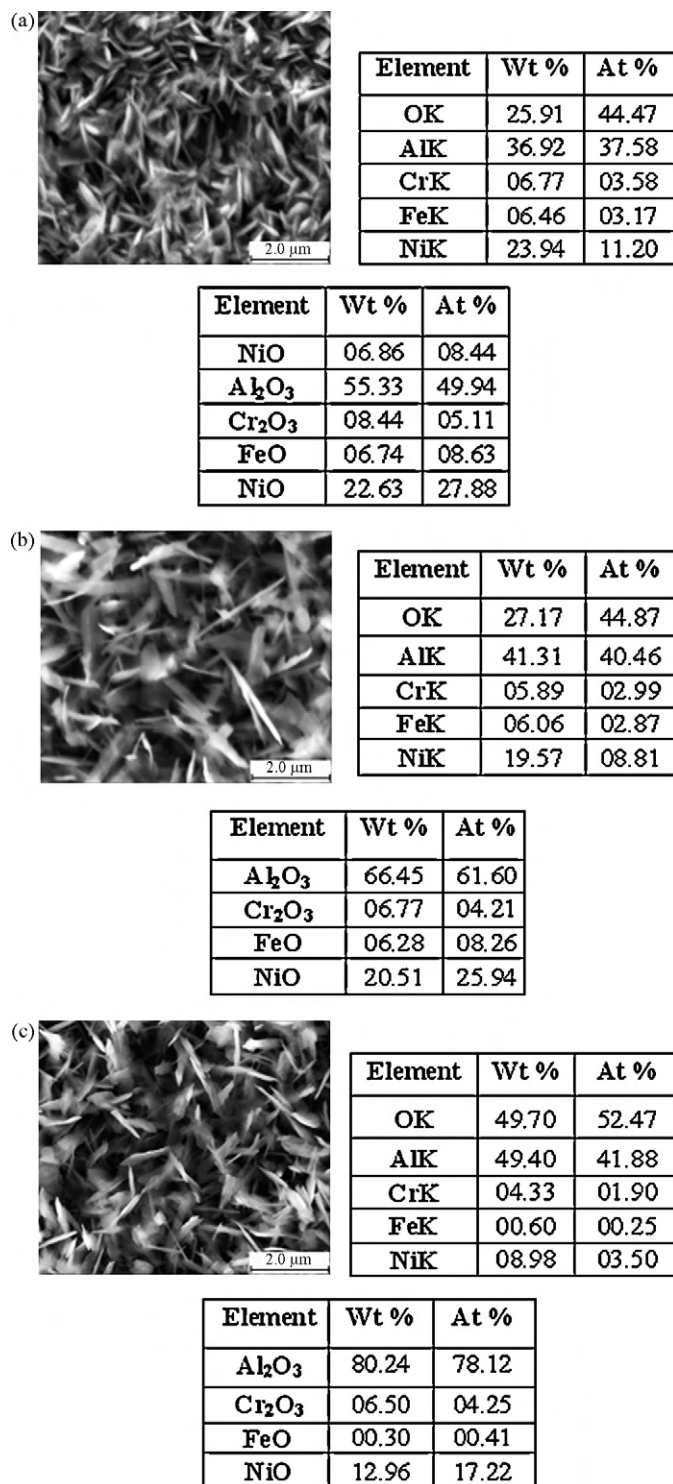 (a)
2.0 μm
Element Wt % At %
OK 25.91 44.47
AlK 36.92 37.58
CrK 06.77 03.58
FeK 06.46 03.17
NiK 23.94 11.20
Element Wt % At %
NiO 06.86 08.44
Al₂O₃ 55.33 49.94
Cr₂O₃ 08.44 05.11
FeO 06.74 08.63
NiO 22.63 27.88
(b)
2.0 μm
Element Wt % At %
OK 27.17 44.87
AlK 41.31 40.46
CrK 05.89 02.99
FeK 06.06 02.87
NiK 19.57 08.81
Element Wt % At %
Al₂O₃ 66.45 61.60
Cr₂O₃ 06.77 04.21
FeO 06.28 08.26
NiO 20.51 25.94
(c)
2.0 μm
Element Wt % At %
OK 49.70 52.47
AlK 49.40 41.88
CrK 04.33 01.90
FeK 00.60 00.25
NiK 08.98 03.50
Element Wt % At %
Al₂O₃ 80.24 78.12
Cr₂O₃ 06.50 04.25
FeO 00.30 00.41
NiO 12.96 17.22